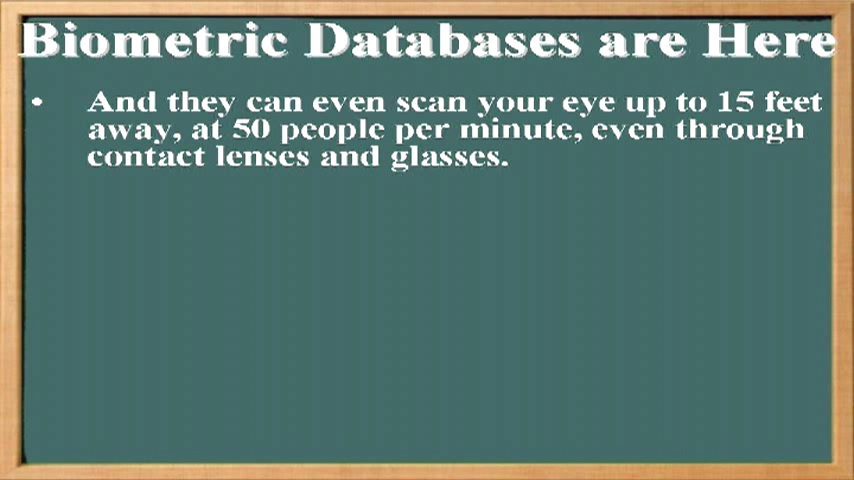 Biometric Databases are Here
• And they can even scan your eye up to 15 feet
away, at 50 people per minute, even through
contact lenses and glasses.